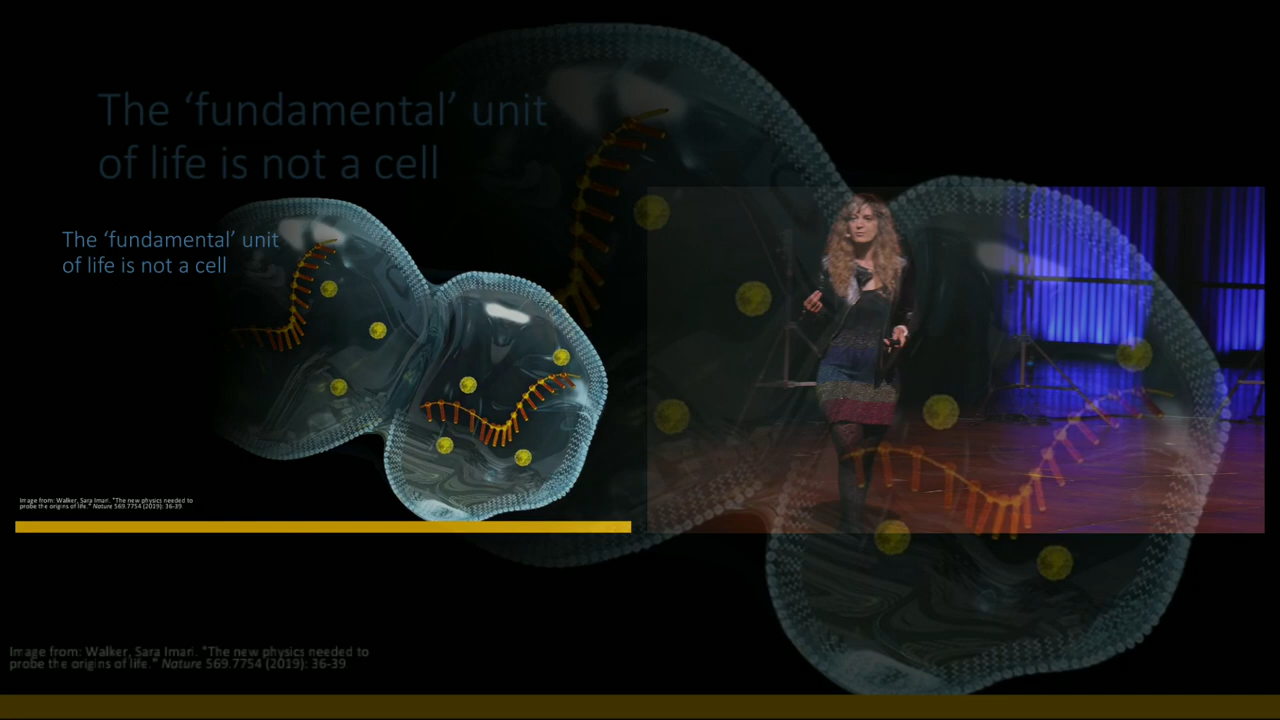 The ‘fundamental’ unit
of life is not a cell
The ‘fundamental’ unit
of life is not a cell
Image from: Walker, Sara Imari. "The new physics needed to
probe the origins of life." Nature 569.7754 (2019): 36-39
Image from: Walker, Sara Imari. "The new physics needed to
probe the origins of life." Nature 569.7754 (2019): 36-39